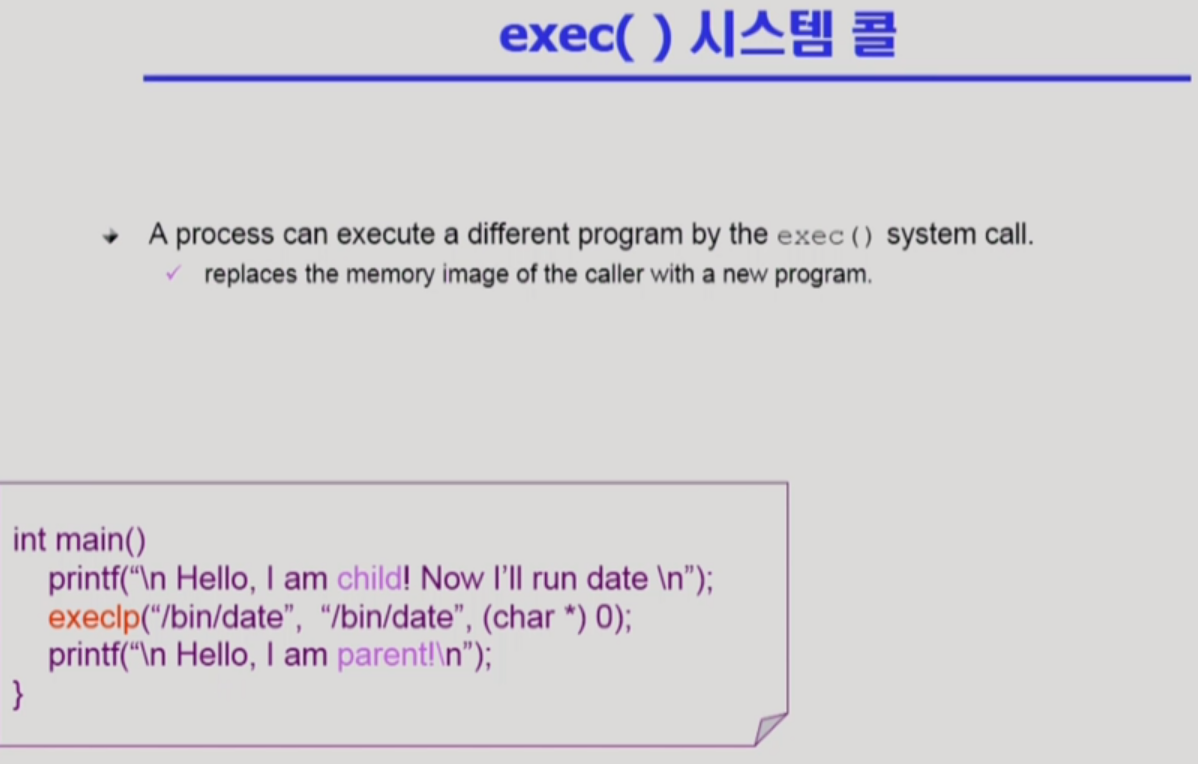 exec( ) 시스템 콜
A process can execute a different program by the exec() system call.
replaces the memory image of the caller with a new program.
int main()
printf(“\n Hello, I am child! Now I’ll run date \n”);
execlp(“/bin/date”, “/bin/date”, (char *) 0);
printf(“\n Hello, I am parent!\n”);
}